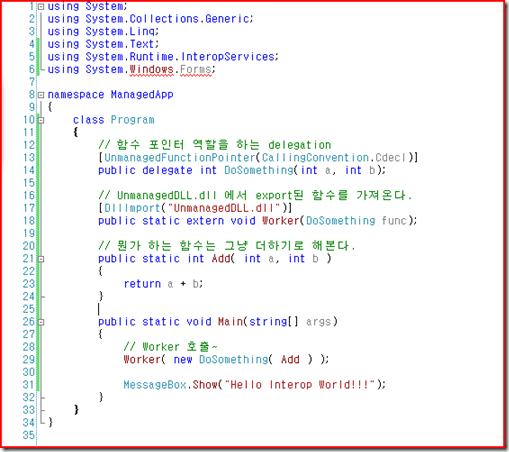 1 using System;
2 using System.Collections.Generic;
3 using System.Linq;
4 using System.Text;
5 using System.Runtime.InteropServices;
6 using System.Windows.Forms;
7
8 namespace ManagedApp
9 {
10 class Program
11 {
12 // 함수 포인터 역할을 하는 delegation
13 [UnmanagedFunctionPointer(CallingConvention.Cdecl)]
14 public delegate int DoSomething(int a, int b);
15
16 // UnmanagedDLL.dll 에서 export된 함수를 가져온다.
17 [DllImport("UnmanagedDLL.dll")]
18 public static extern void Worker(DoSomething func);
19
20 // 뭔가 하는 함수는 그냥 더하기로 해본다.
21 public static int Add( int a, int b )
22 {
23 return a + b;
24 }
25
26 public static void Main(string[] args)
27 {
28 // Worker 호출~
29 Worker( new DoSomething( Add ) );
30
31 MessageBox.Show("Hello Interop World!!!");
32 }
33 }
34 }
35